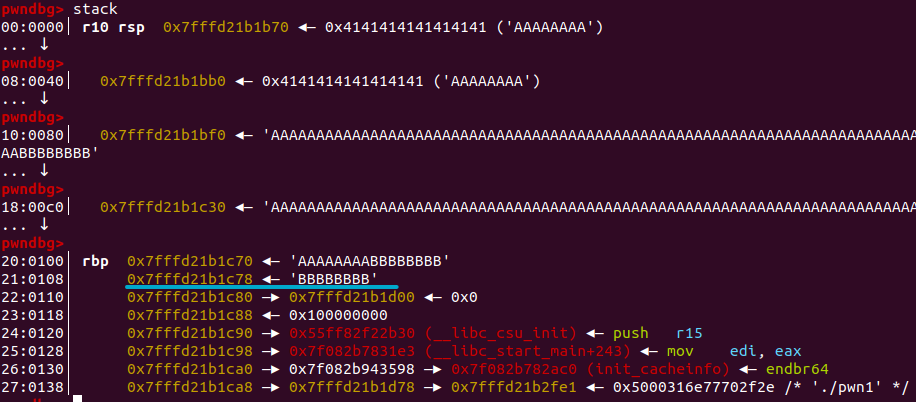 pwndbg> stack
00:0000│ r10 rsp 0x7fffd21b1b70 ◂— 0x4141414141414141 ('AAAAAAAA')
... ↓
pwndbg>
08:0040│ 0x7fffd21b1bb0 ◂— 0x4141414141414141 ('AAAAAAAA')
... ↓
pwndbg>
10:0080│ 0x7fffd21b1bf0 ◂— 'AAAAAAAAAAAAAAAAAAAAAAAAAAAAAAAAAAAAAAAAAAAAAAAAAAAAAAAAAAAAAAAAAAAAAAA
AABBBBBBBB'
... ↓
pwndbg>
18:00c0│ 0x7fffd21b1c30 ◂— 'AAAAAAAAAAAAAAAAAAAAAAAAAAAAAAAAAAAAAAAAAAAAAAAAAAAAAAAAAAAAAAAAAAAAAAA
... ↓
pwndbg>
20:0100│ rbp 0x7fffd21b1c70 ◂— 'AAAAAAAABBBBBBBB'
21:0108│ 0x7fffd21b1c78 ◂— 'BBBBBBBB'
22:0110│ 0x7fffd21b1c80 —▸ 0x7fffd21b1d00 ◂— 0x0
23:0118│ 0x7fffd21b1c88 ◂— 0x100000000
24:0120│ 0x7fffd21b1c90 —▸ 0x55ff82f22b30 (__libc_csu_init) ◂— push r15
25:0128│ 0x7fffd21b1c98 —▸ 0x7f082b7831e3 (__libc_start_main+243) ◂— mov edi, eax
26:0130│ 0x7fffd21b1ca0 —▸ 0x7f082b943598 —▸ 0x7f082b782ac0 (init_cacheinfo) ◂— endbr64
27:0138│ 0x7fffd21b1ca8 —▸ 0x7fffd21b1d78 —▸ 0x7fffd21b2fe1 ◂— 0x5000316e77702f2e /* './pwn1' */